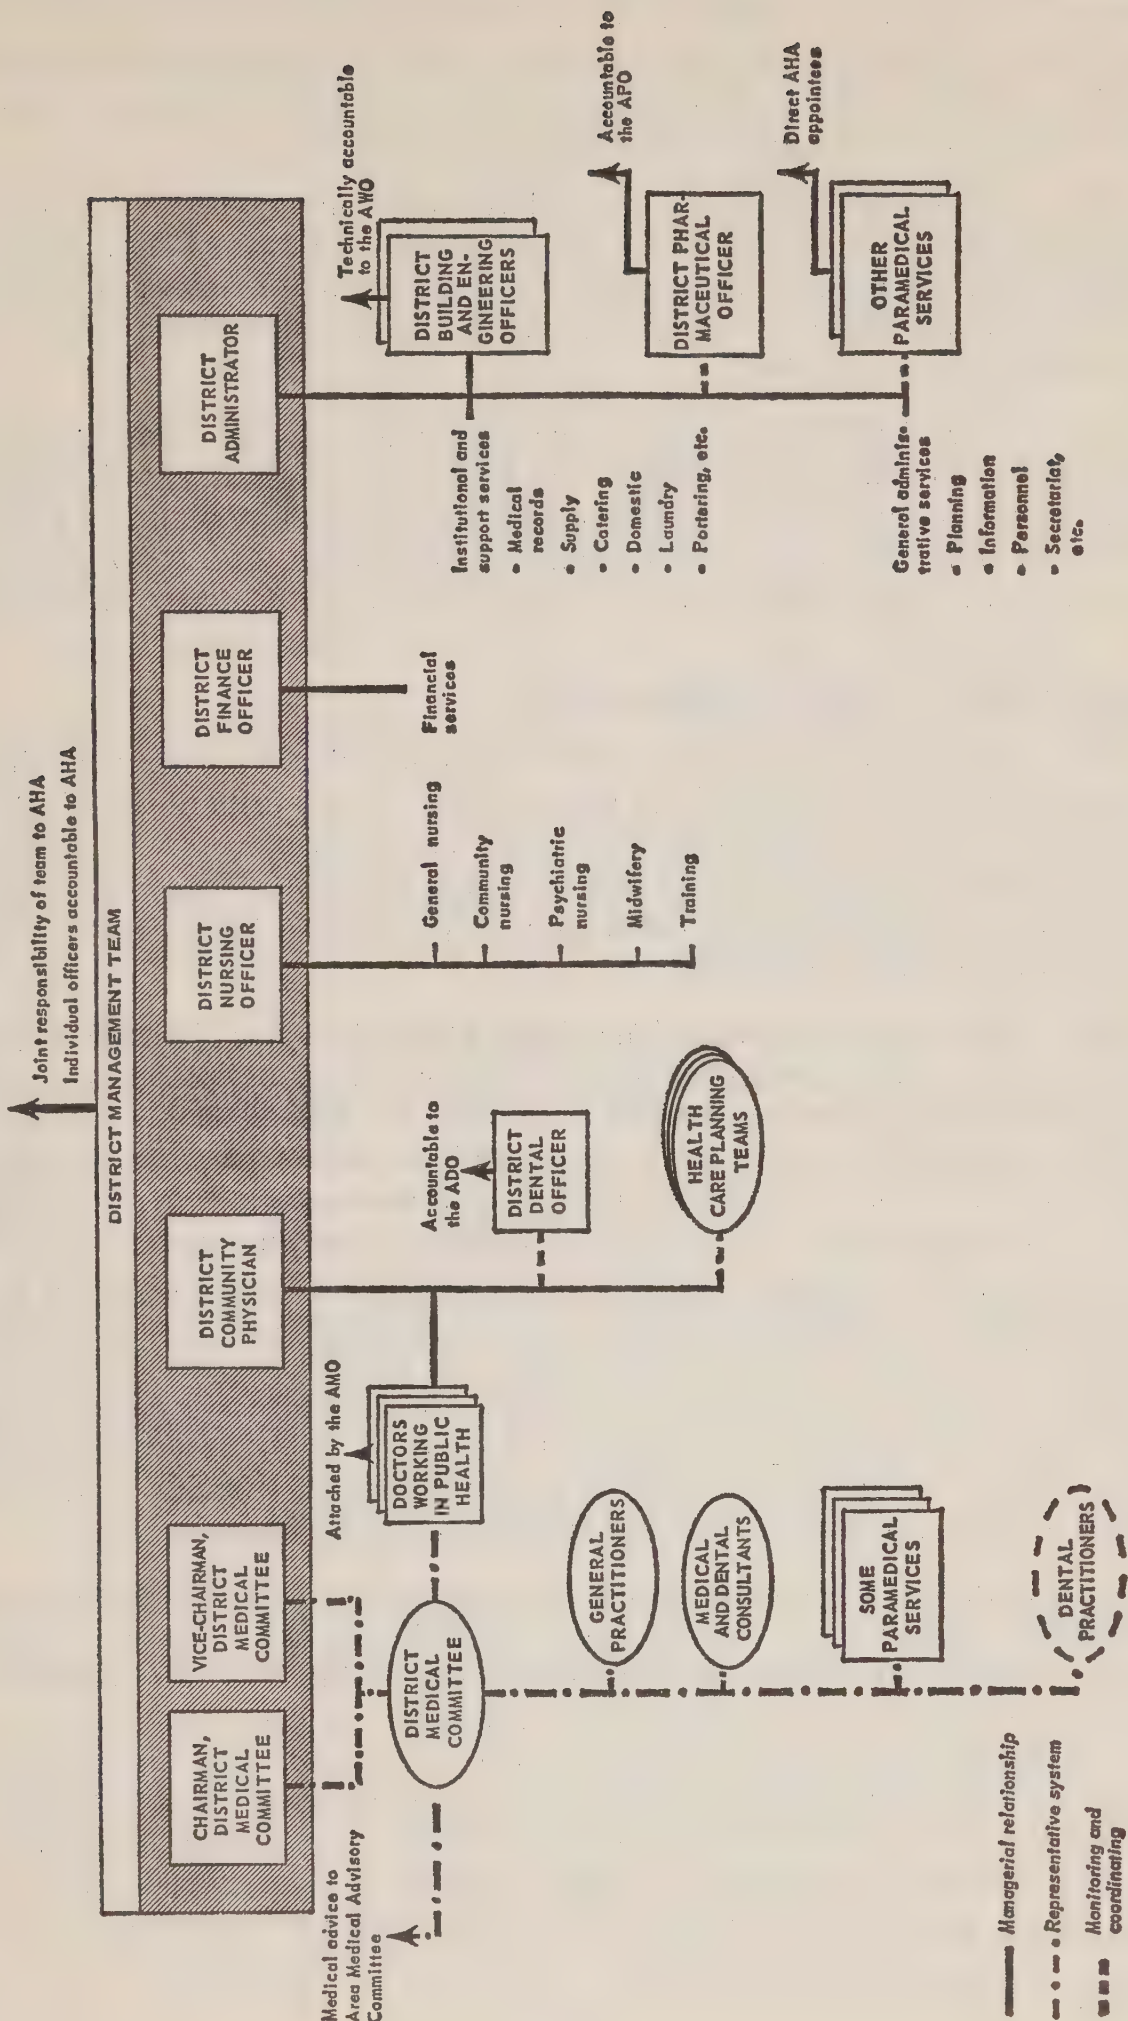 Joint responsibility of team to AHA
Individual officers accountable to AHA
DISTRICT MANAGEMENT TEAM
CHAIRMAN,
DISTRICT
MEDICAL
COMMITTEE
VICE-CHAIRMAN,
DISTRICT
MEDICAL
COMMITTEE
DISTRICT
COMMUNITY
PHYSICIAN
DISTRICT
NURSING
OFFICER
DISTRICT
FINANCE
OFFICER
DISTRICT
ADMINISTRATOR
Medical advice to
Area Medical Advisory
Committee
DISTRICT
MEDICAL
COMMITTEE
Attached by the AMO
DOCTORS
WORKING
IN PUBLIC
HEALTH
GENERAL
PRACTITIONERS
MEDICAL
AND DENTAL
CONSULTANTS
SOME
PARAMEDICAL
SERVICES
DENTAL
PRACTITIONERS
Accountable to
the ADO
DISTRICT
DENTAL
OFFICER
HEALTH
CARE PLANNING
TEAMS
General nursing
Community
nursing
Psychiatric
nursing
Midwifery
Training
Financial
services
Institutional and
support services
• Medical
records
• Supply
• Catering
• Domestic
• Laundry
• Portering, etc.
General adminis-
trative services
• Planning
• Information
• Personnel
• Secretariat,
etc.
Technically accountable
to the AWO
DISTRICT
BUILDING
AND EN-
GINEERING
OFFICERS
Accountable to
the APO
DISTRICT PHAR-
MACEUTICAL
OFFICER
Direct AHA
appointees
OTHER
PARAMEDICAL
SERVICES
Managerial relationship
Representative system
Monitoring and
coordinating